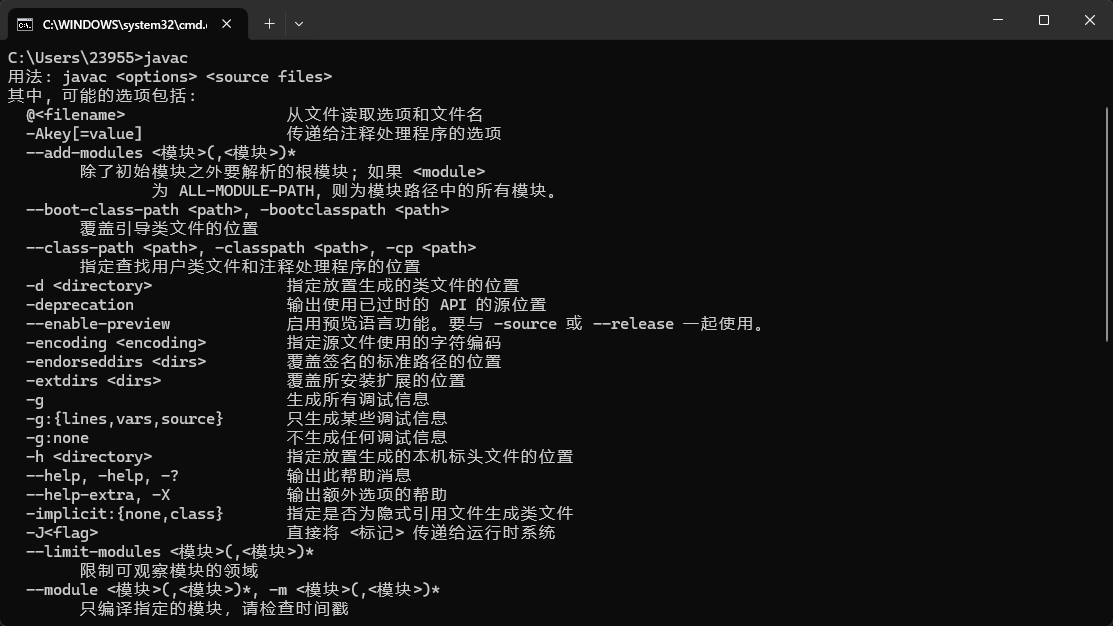 C:\WINDOWS\system32\cmd.
C:\Users\23955>javac
用法: javac <options> <source files>
其中, 可能的选项包括:
@<filename> 从文件读取选项和文件名
-Akey[=value] 传递给注释处理程序的选项
--add-modules <模块>(,<模块>)*
除了初始模块之外要解析的根模块; 如果 <module>
为 ALL-MODULE-PATH, 则为模块路径中的所有模块。
--boot-class-path <path>, -bootclasspath <path>
覆盖引导类文件的位置
--class-path <path>, -classpath <path>, -cp <path>
指定查找用户类文件和注释处理程序的位置
-d <directory> 指定放置生成的类文件的位置
-deprecation 输出使用已过时的 API 的源位置
--enable-preview 启用预览语言功能。要与 -source 或 --release 一起使用。
-encoding <encoding> 指定源文件使用的字符编码
-endorseddirs <dirs> 覆盖签名的标准路径的位置
-extdirs <dirs> 覆盖所安装扩展的位置
-g 生成所有调试信息
-g:{lines,vars,source} 只生成某些调试信息
-g:none 不生成任何调试信息
-h <directory> 指定放置生成的本机标头文件的位置
--help, -help, -? 输出此帮助消息
--help-extra, -X 输出额外选项的帮助
-implicit:{none,class} 指定是否为隐式引用文件生成类文件
-J<flag> 直接将 <标记> 传递给运行时系统
--limit-modules <模块>(,<模块>)*
限制可观察模块的领域
--module <模块>(,<模块>)*, -m <模块>(,<模块>)*
只编译指定的模块, 请检查时间戳